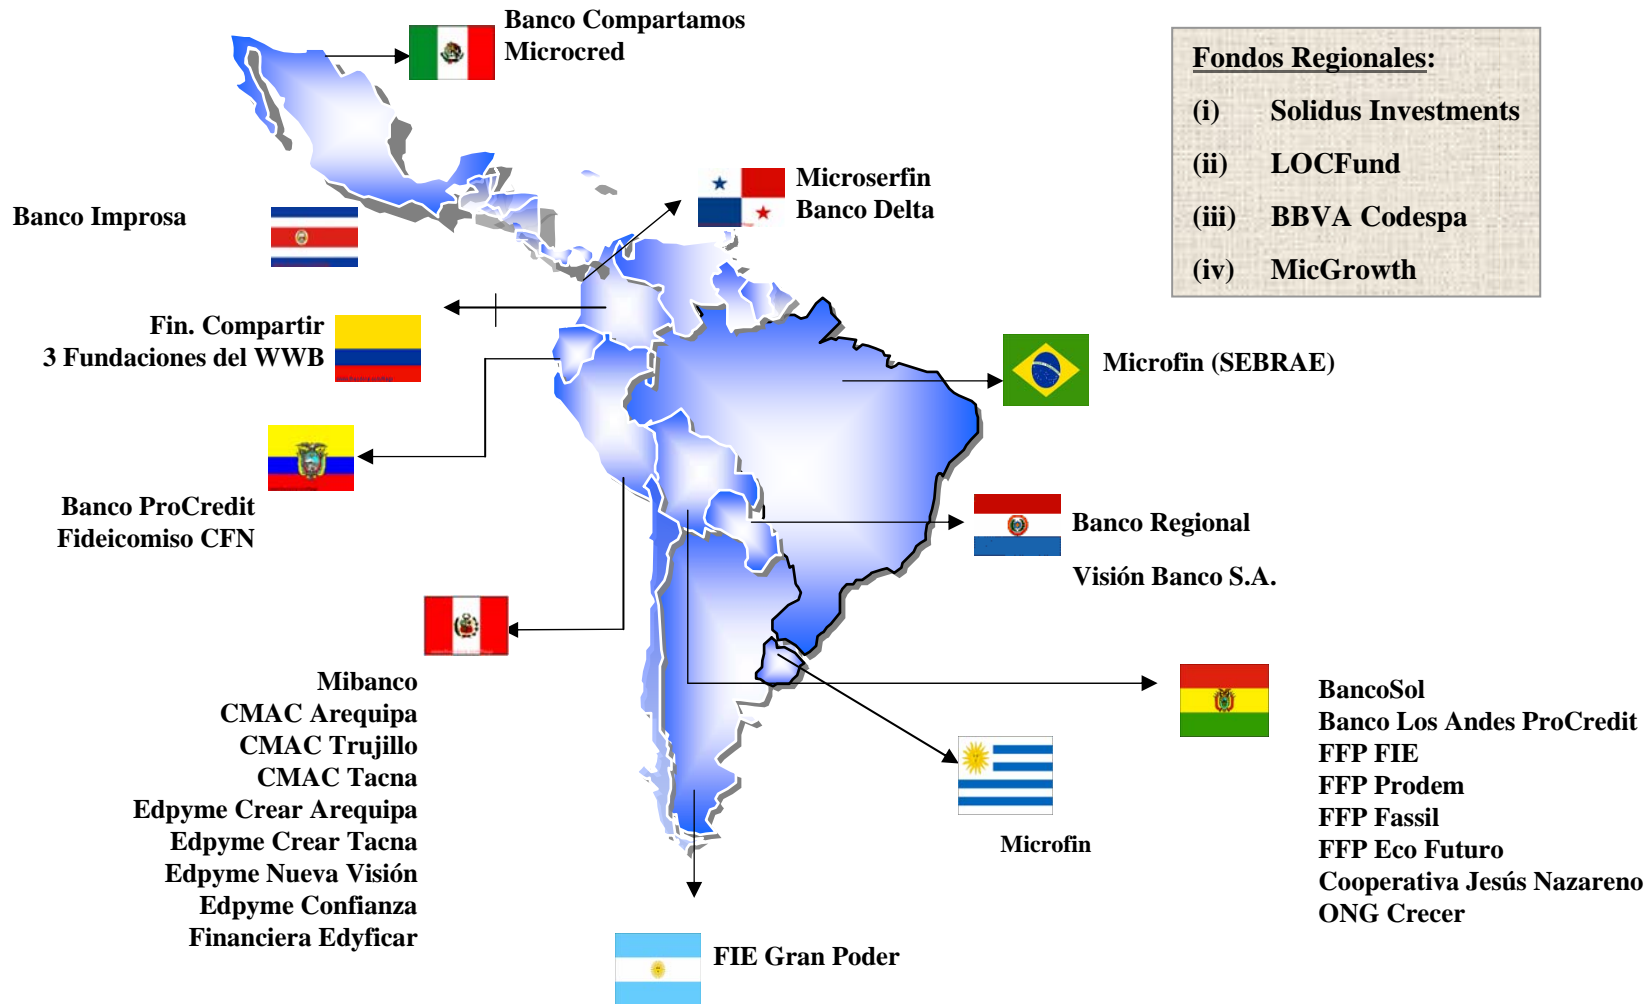 Banco Compartamos
Microcred
Fondos Regionales:
(i) Solidus Investments
(ii) LOCFund
(iii) BBVA Codespa
(iv) MicGrowth
Microserfin
Banco Delta
Banco Improsa
Fin. Compartir
3 Fundaciones del WWB
Microfin (SEBRAE)
Banco ProCredit
Fideicomiso CFN
Banco Regional
Visión Banco S.A.
Mibanco
CMAC Arequipa
CMAC Trujillo
CMAC Tacna
Edpyme Crear Arequipa
Edpyme Crear Tacna
Edpyme Nueva Visión
Edpyme Confianza
Financiera Edyficar
BancoSol
Banco Los Andes ProCredit
FFP FIE
FFP Prodem
FFP Fassil
FFP Eco Futuro
Cooperativa Jesús Nazareno
ONG Crecer
Microfin
FIE Gran Poder